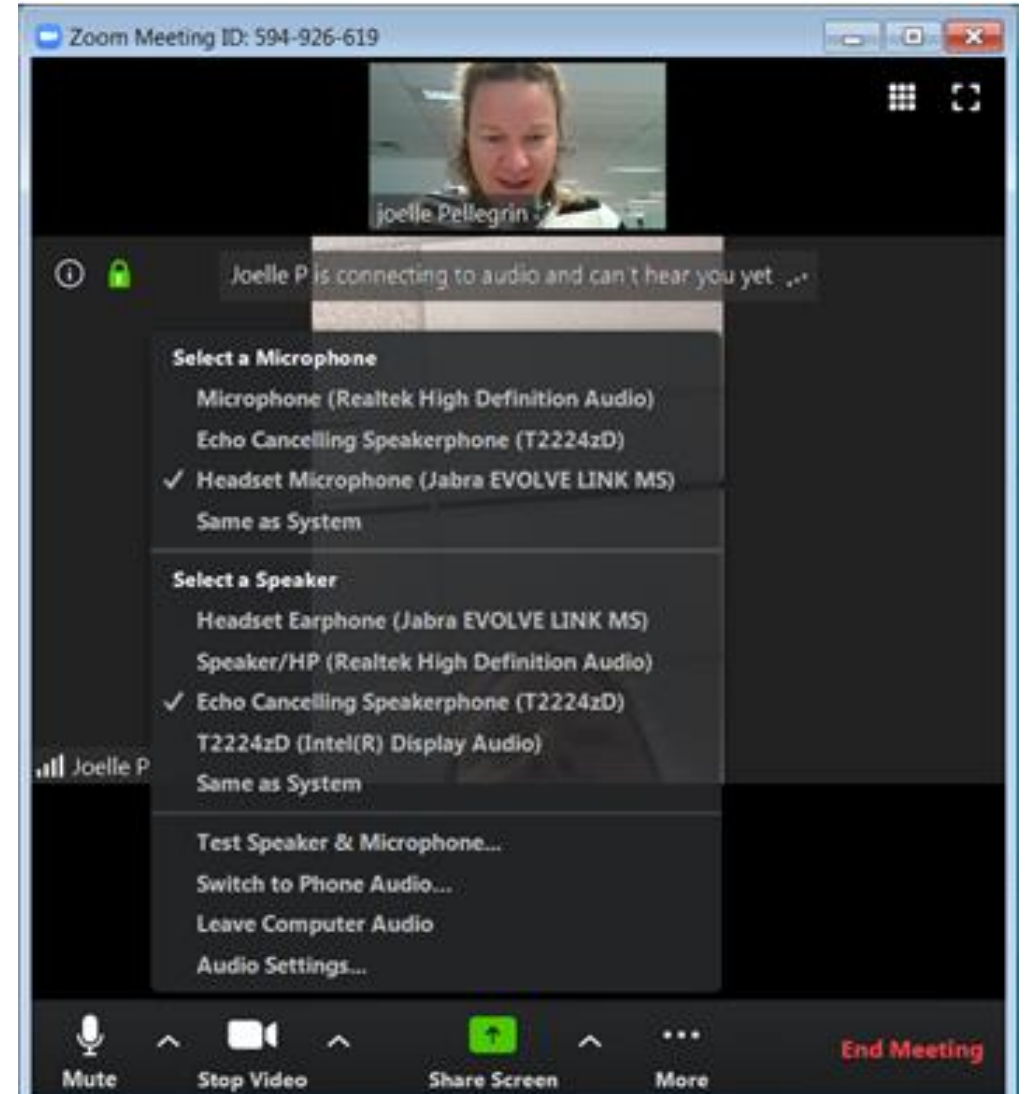 Zoom Meeting ID: 594-926-619
joelle Pellegrin
Joelle P is connecting to audio and can't hear you yet
Select a Microphone
Microphone (Realtek High Definition Audio)
Echo Cancelling Speakerphone (T2224zD)
✓ Headset Microphone (Jabra EVOLVE LINK MS)
Same as System
Select a Speaker
Headset Earphone (Jabra EVOLVE LINK MS)
Speaker/HP (Realtek High Definition Audio)
✓ Echo Cancelling Speakerphone (T2224zD)
T2224zD (Intel(R) Display Audio)
Joelle P
Same as System
Test Speaker & Microphone...
Switch to Phone Audio...
Leave Computer Audio
Audio Settings...
Mute Stop Video Share Screen More End Meeting